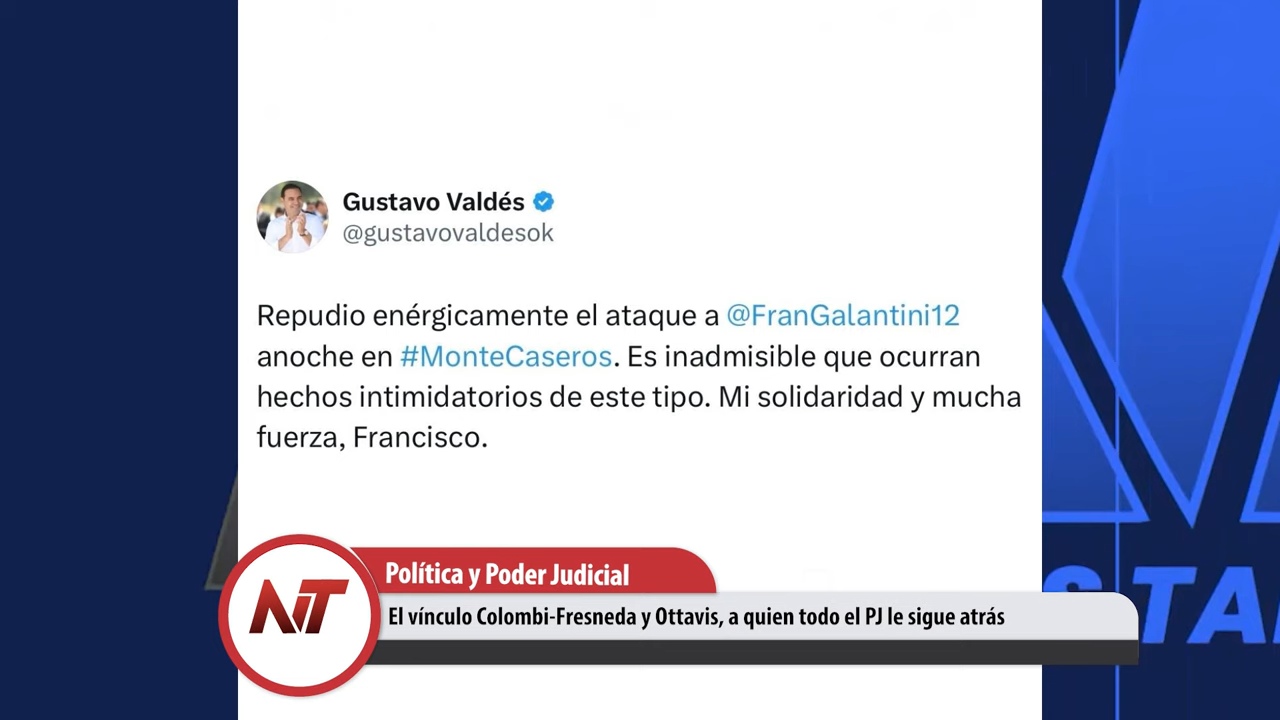 Gustavo Valdés
@gustavovaldesok
Repudio enérgicamente el ataque a @FranGalantini12
anoche en #MonteCaseros. Es inadmisible que ocurran
hechos intimidatorios de este tipo. Mi solidaridad y mucha
fuerza, Francisco.
NT
Política y Poder Judicial
El vínculo Colombi-Fresneda y Ottavis, a quien todo el PJ le sigue atrás